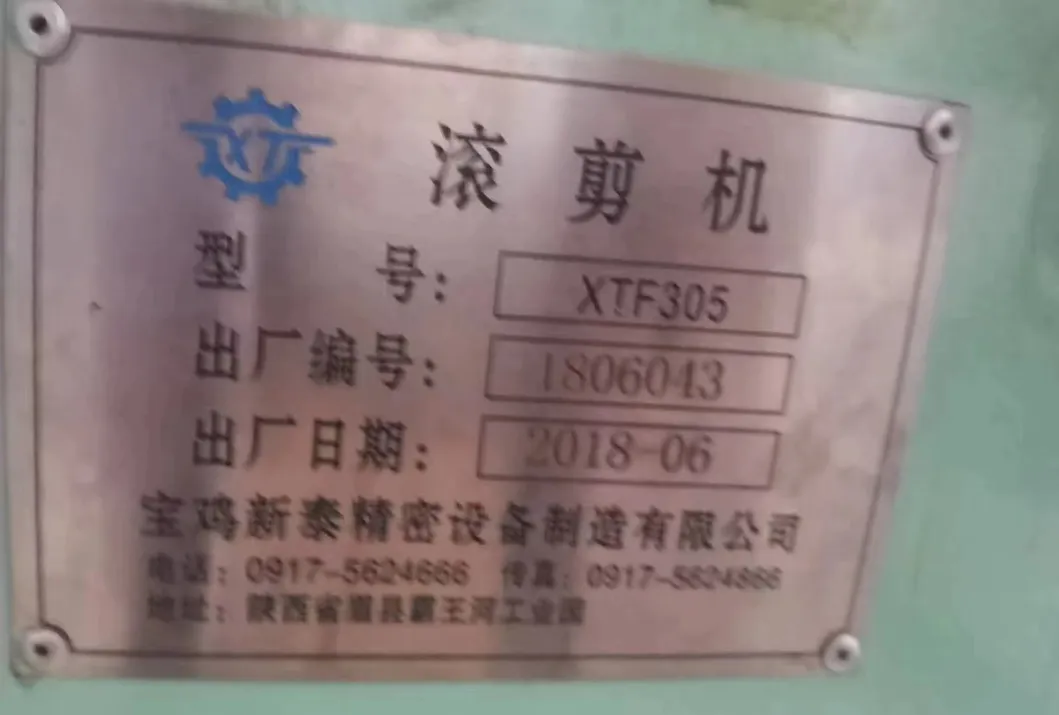 XT
滚剪机
型 号: XTF305
出厂编号: 1806043
出厂日期: 2018-06
宝鸡新泰精密设备制造有限公司
电话: 0917-5624666 传真: 0917-5624666
地址: 陕西省眉县霸王河工业园